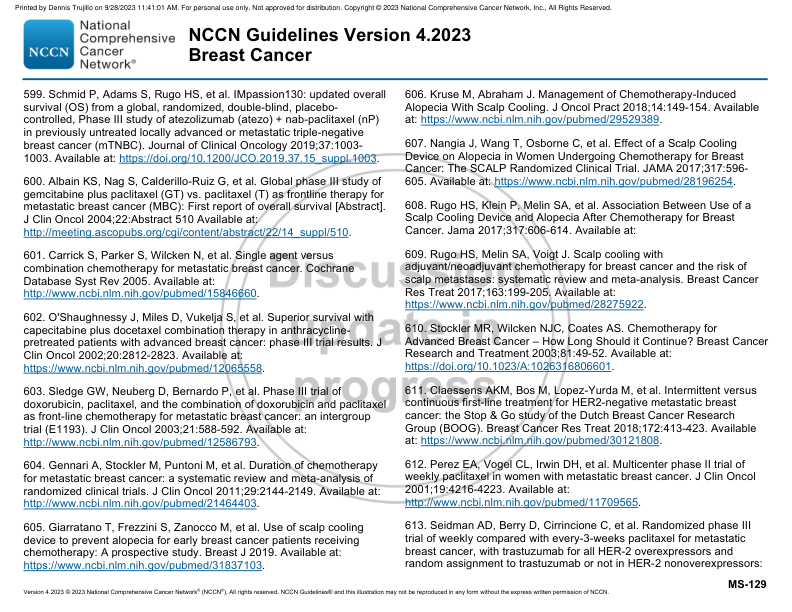 Printed by Dennis Trujillo on 9/28/2023 11:41:01 AM. For personal use only. Not approved for distribution. Copyright © 2023 National Comprehensive Cancer Network, Inc., All Rights Reserved.
NCCN
National
Comprehensive
Cancer
Network®
NCCN Guidelines Version 4.2023
Breast Cancer
599. Schmid P, Adams S, Rugo HS, et al. IMpassion130: updated overall
survival (OS) from a global, randomized, double-blind, placebo-
controlled, Phase III study of atezolizumab (atezo) + nab-paclitaxel (nP)
in previously untreated locally advanced or metastatic triple-negative
breast cancer (mTNBC). Journal of Clinical Oncology 2019;37:1003-
1003. Available at: https://doi.org/10.1200/JCO.2019.37.15_suppl.1003.
600. Albain KS, Nag S, Calderillo-Ruiz G, et al. Global phase III study of
gemcitabine plus paclitaxel (GT) vs. paclitaxel (T) as frontline therapy for
metastatic breast cancer (MBC): First report of overall survival [Abstract].
J Clin Oncol 2004;22:Abstract 510 Available at:
http://meeting.ascopubs.org/cgi/content/abstract/22/14_suppl/510.
601. Carrick S, Parker S, Wilcken N, et al. Single agent versus
combination chemotherapy for metastatic breast cancer. Cochrane
Database Syst Rev 2005. Available at:
http://www.ncbi.nlm.nih.gov/pubmed/15846660.
602. O'Shaughnessy J, Miles D, Vukelja S, et al. Superior survival with
capecitabine plus docetaxel combination therapy in anthracycline-
pretreated patients with advanced breast cancer: phase III trial results. J
Clin Oncol 2002;20:2812-2823. Available at:
https://www.ncbi.nlm.nih.gov/pubmed/12065558.
603. Sledge GW, Neuberg D, Bernardo P, et al. Phase III trial of
doxorubicin, paclitaxel, and the combination of doxorubicin and paclitaxel
as front-line chemotherapy for metastatic breast cancer: an intergroup
trial (E1193). J Clin Oncol 2003;21:588-592. Available at:
http://www.ncbi.nlm.nih.gov/pubmed/12586793.
604. Gennari A, Stockler M, Puntoni M, et al. Duration of chemotherapy
for metastatic breast cancer: a systematic review and meta-analysis of
randomized clinical trials. J Clin Oncol 2011;29:2144-2149. Available at:
http://www.ncbi.nlm.nih.gov/pubmed/21464403.
605. Giarratano T, Frezzini S, Zanocco M, et al. Use of scalp cooling
device to prevent alopecia for early breast cancer patients receiving
chemotherapy: A prospective study. Breast J 2019. Available at:
https://www.ncbi.nlm.nih.gov/pubmed/31837103.
606. Kruse M, Abraham J. Management of Chemotherapy-Induced
Alopecia With Scalp Cooling. J Oncol Pract 2018;14:149-154. Available
at: https://www.ncbi.nlm.nih.gov/pubmed/29529389.
607. Nangia J, Wang T, Osborne C, et al. Effect of a Scalp Cooling
Device on Alopecia in Women Undergoing Chemotherapy for Breast
Cancer: The SCALP Randomized Clinical Trial. JAMA 2017;317:596-
605. Available at: https://www.ncbi.nlm.nih.gov/pubmed/28196254.
608. Rugo HS, Klein P, Melin SA, et al. Association Between Use of a
Scalp Cooling Device and Alopecia After Chemotherapy for Breast
Cancer. Jama 2017;317:606-614. Available at:
609. Rugo HS, Melin SA, Voigt J. Scalp cooling with
adjuvant/neoadjuvant chemotherapy for breast cancer and the risk of
scalp metastases: systematic review and meta-analysis. Breast Cancer
Res Treat 2017;163:199-205. Available at:
https://www.ncbi.nlm.nih.gov/pubmed/28275922.
610. Stockler MR, Wilcken NJC, Coates AS. Chemotherapy for
Advanced Breast Cancer – How Long Should it Continue? Breast Cancer
Research and Treatment 2003;81:49-52. Available at:
https://doi.org/10.1023/A:1026316806601.
611. Claessens AKM, Bos M, Lopez-Yurda M, et al. Intermittent versus
continuous first-line treatment for HER2-negative metastatic breast
cancer: the Stop & Go study of the Dutch Breast Cancer Research
Group (BOOG). Breast Cancer Res Treat 2018;172:413-423. Available
at: https://www.ncbi.nlm.nih.gov/pubmed/30121808.
612. Perez EA, Vogel CL, Irwin DH, et al. Multicenter phase II trial of
weekly paclitaxel in women with metastatic breast cancer. J Clin Oncol
2001;19:4216-4223. Available at:
http://www.ncbi.nlm.nih.gov/pubmed/11709565.
613. Seidman AD, Berry D, Cirrincione C, et al. Randomized phase III
trial of weekly compared with every-3-weeks paclitaxel for metastatic
breast cancer, with trastuzumab for all HER-2 overexpressors and
random assignment to trastuzumab or not in HER-2 nonoverexpressors:
Discussion
update in
progress
MS-129
Version 4.2023 © 2023 National Comprehensive Cancer Network® (NCCN®), All rights reserved. NCCN Guidelines® and this illustration may not be reproduced in any form without the express written permission of NCCN.